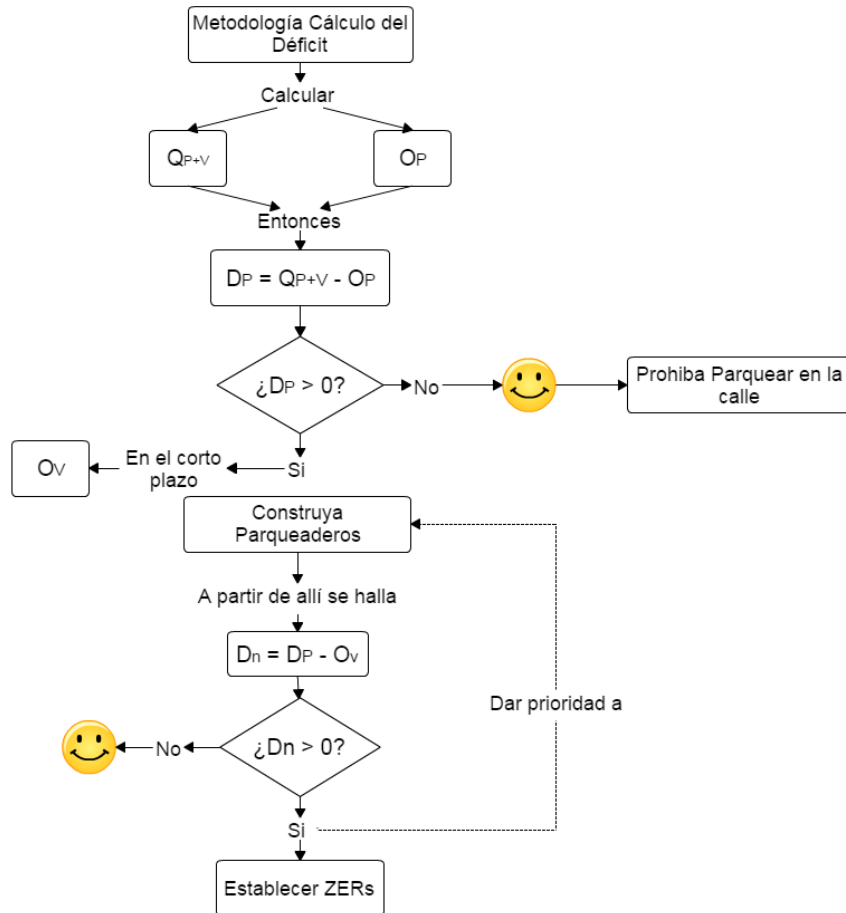 Metodología Cálculo del
Déficit
Calcular
QP+V
OP
Entonces
DP = QP+V - OP
¿DP > 0?
No
Prohiba Parquear en la
calle
Si
En el corto
plazo
OV
Construya
Parqueaderos
A partir de allí se halla
Dn = DP - Ov
Dar prioridad a
¿Dn > 0?
No
Si
Establecer ZERs